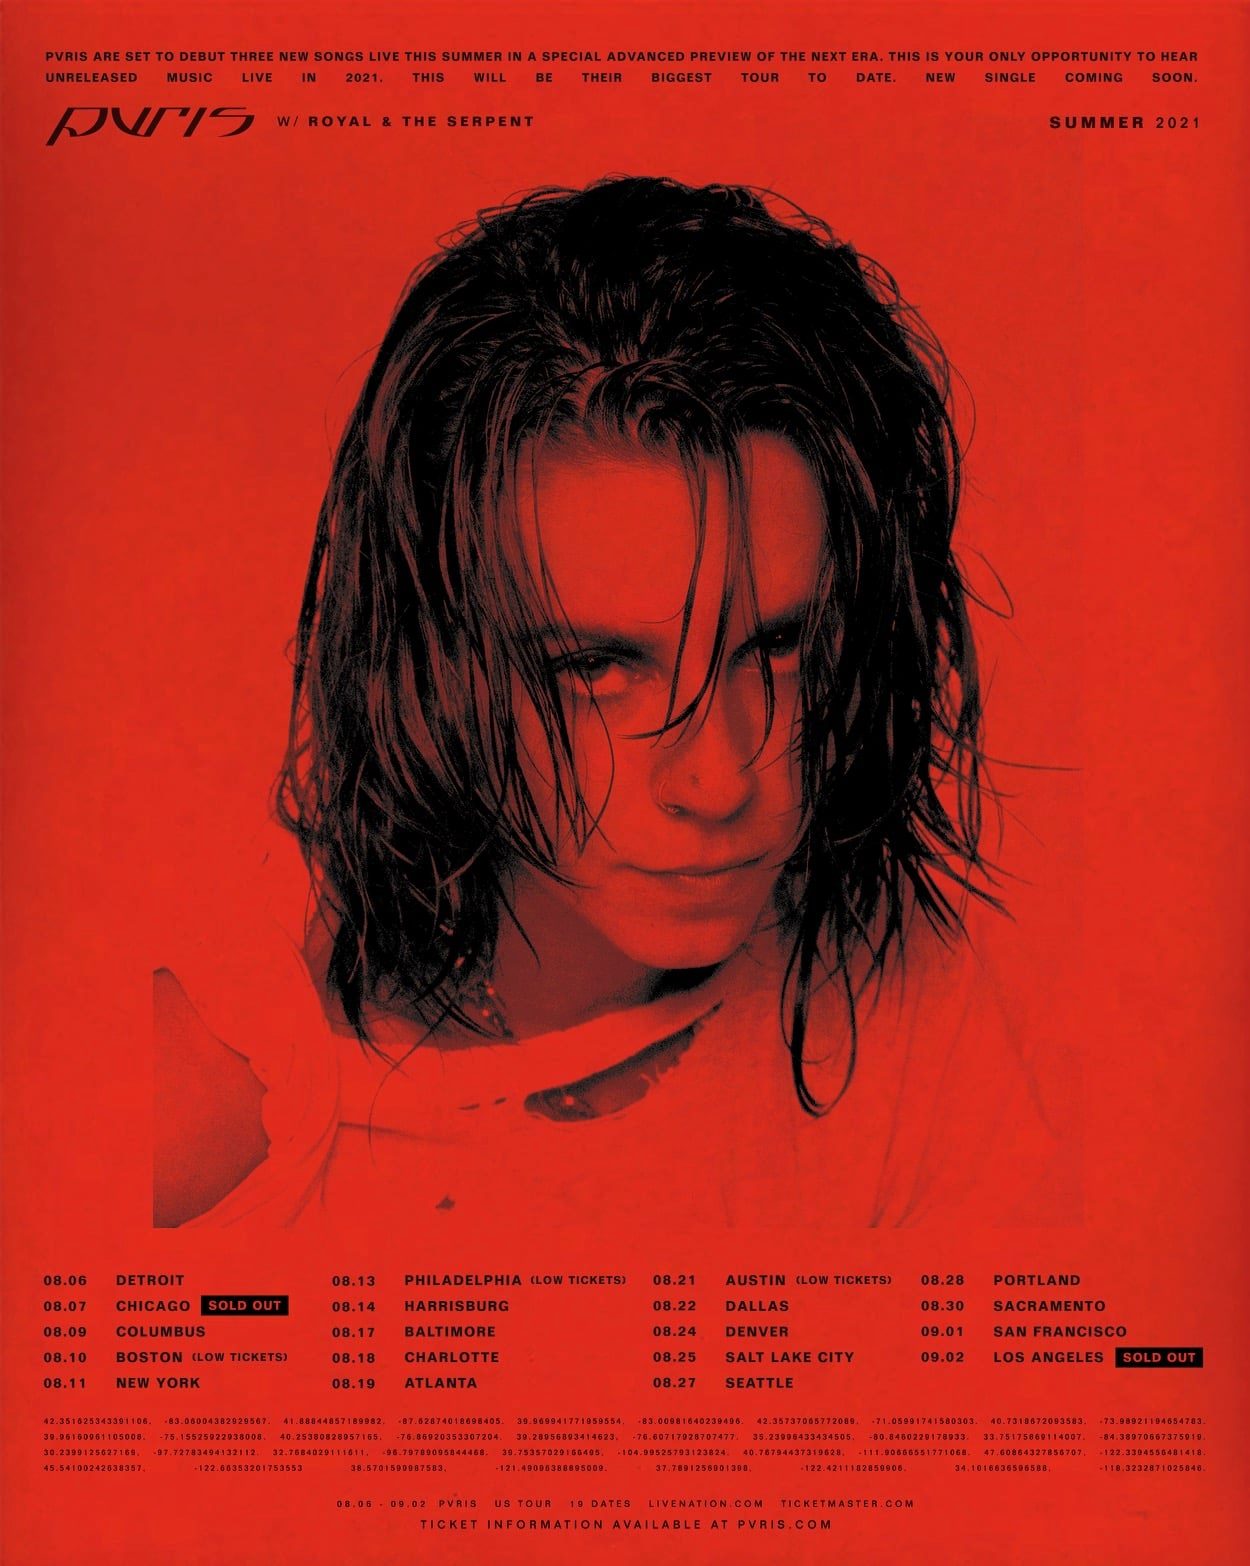 PVRIS ARE SET TO DEBUT THREE NEW SONGS LIVE THIS SUMMER IN A SPECIAL ADVANCED PREVIEW OF THE NEXT ERA. THIS IS YOUR ONLY OPPORTUNITY TO HEAR
UNRELEASED MUSIC LIVE IN 2021. THIS WILL BE THEIR BIGGEST TOUR TO DATE. NEW SINGLE COMING SOON.
PVRIS W/ ROYAL & THE SERPENT
SUMMER 2021
08.06 DETROIT
08.07 CHICAGO SOLD OUT
08.09 COLUMBUS
08.10 BOSTON (LOW TICKETS)
08.11 NEW YORK
08.13 PHILADELPHIA (LOW TICKETS)
08.14 HARRISBURG
08.17 BALTIMORE
08.18 CHARLOTTE
08.19 ATLANTA
08.21 AUSTIN (LOW TICKETS)
08.22 DALLAS
08.24 DENVER
08.25 SALT LAKE CITY
08.27 SEATTLE
08.28 PORTLAND
08.30 SACRAMENTO
09.01 SAN FRANCISCO
09.02 LOS ANGELES SOLD OUT
08.06 - 09.02 PVRIS US TOUR 19 DATES LIVENATION.COM TICKETMASTER.COM
TICKET INFORMATION AVAILABLE AT PVRIS.COM